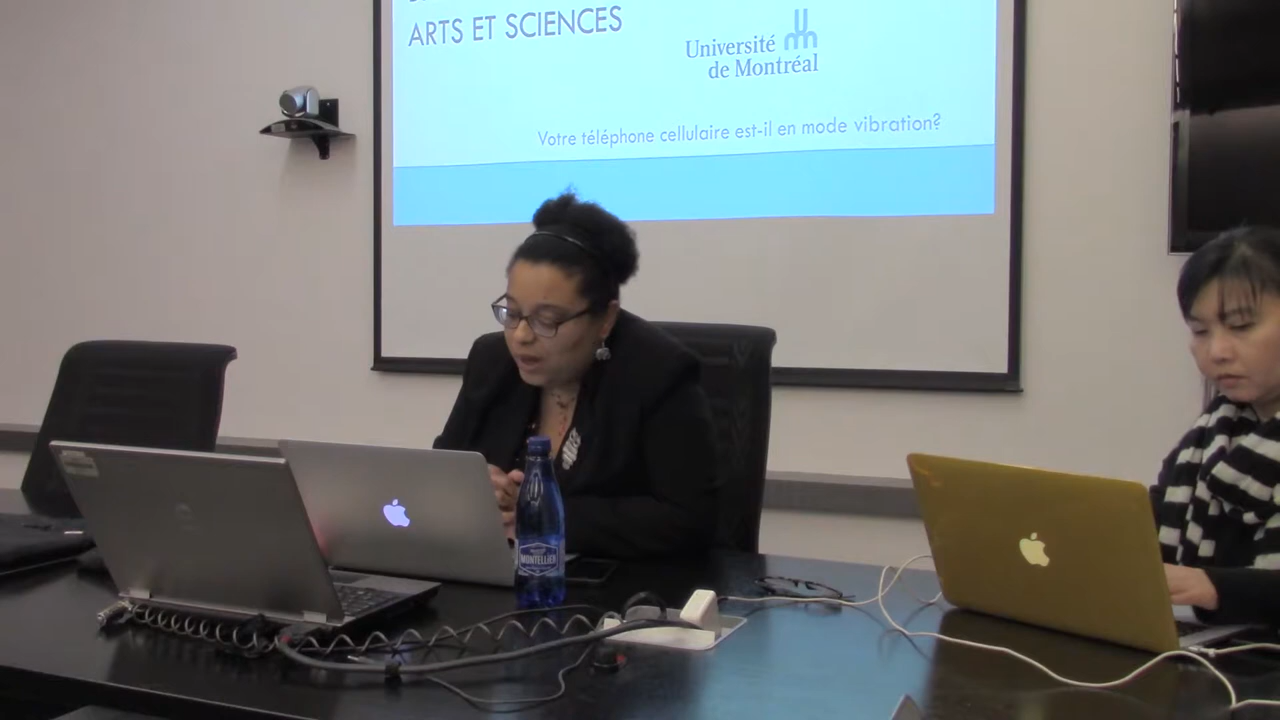 ARTS ET SCIENCES
Université
de Montréal
Votre téléphone cellulaire est-il en mode vibration?
MONTELLIER